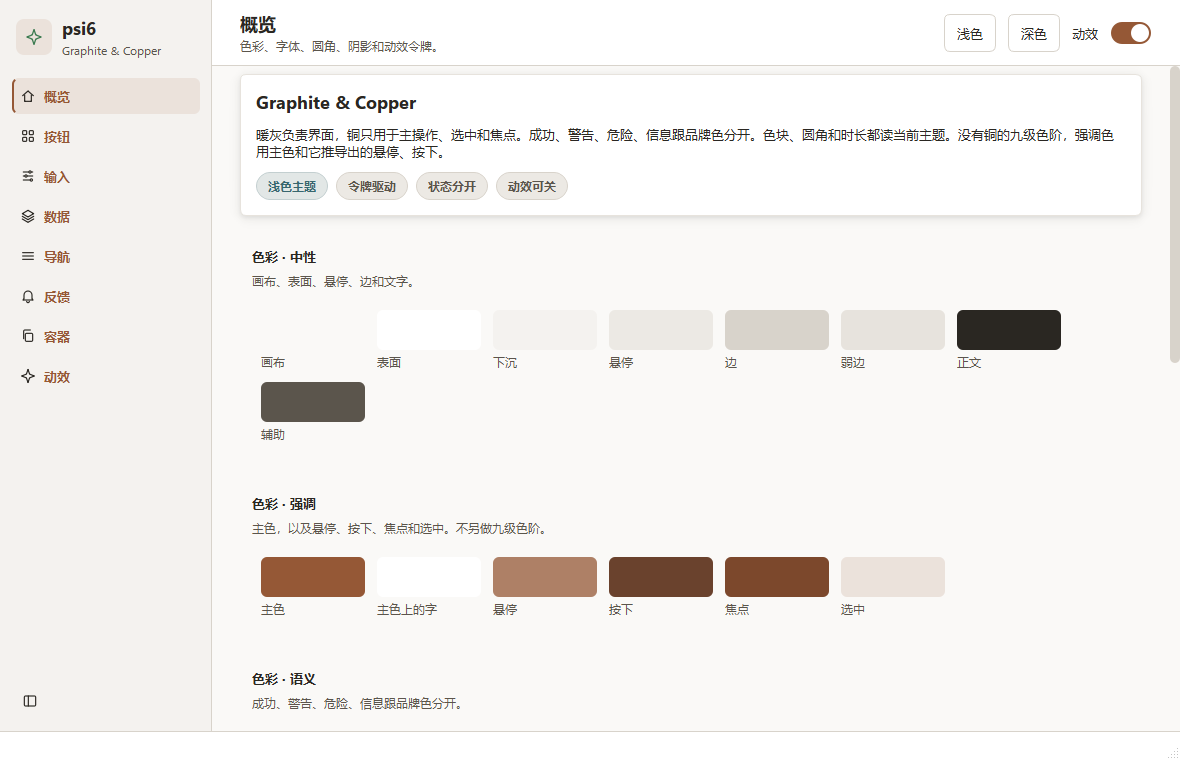 psi6
Graphite & Copper
概览
按钮
输入
数据
导航
反馈
容器
动效
概览
色彩、字体、圆角、阴影和动效令牌。
浅色
深色
动效
Graphite & Copper
暖灰负责界面，铜只用于主操作、选中和焦点。成功、警告、危险、信息跟品牌色分开。色块、圆角和时长都读当前主题。没有铜的九级色阶，强调色
用主色和它推导出的悬停、按下。
浅色主题
令牌驱动
状态分开
动效可关
色彩 · 中性
画布、表面、悬停、边和文字。
画布
表面
下沉
悬停
边
弱边
正文
辅助
色彩 · 强调
主色，以及悬停、按下、焦点和选中。不另做九级色阶。
主色
主色上的字
悬停
按下
焦点
选中
色彩 · 语义
成功、警告、危险、信息跟品牌色分开。